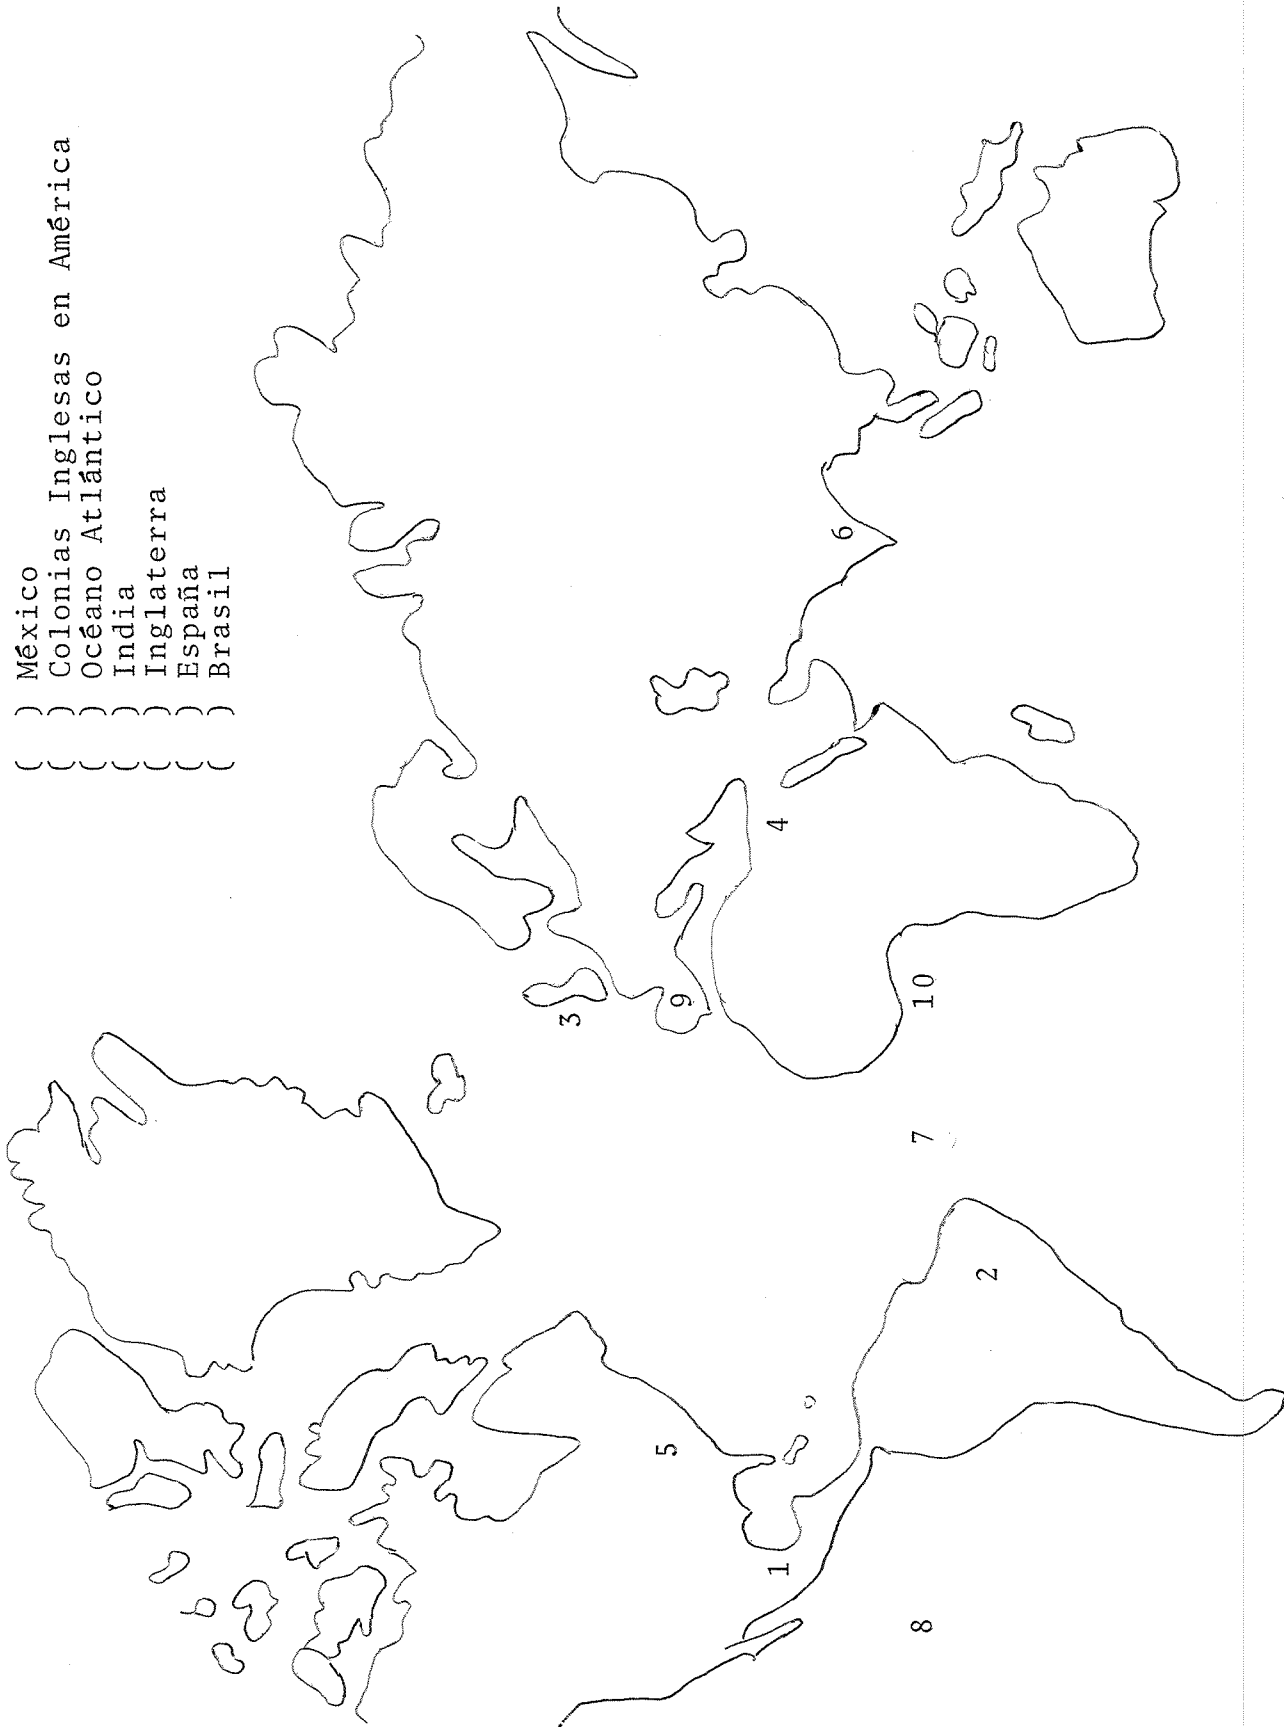 ( ) México
( ) Colonias Inglesas en América
( ) Océano Atlántico
( ) India
( ) Inglaterra
( ) España
( ) Brasil
3
9
4
6
5
1
10
7
2
8